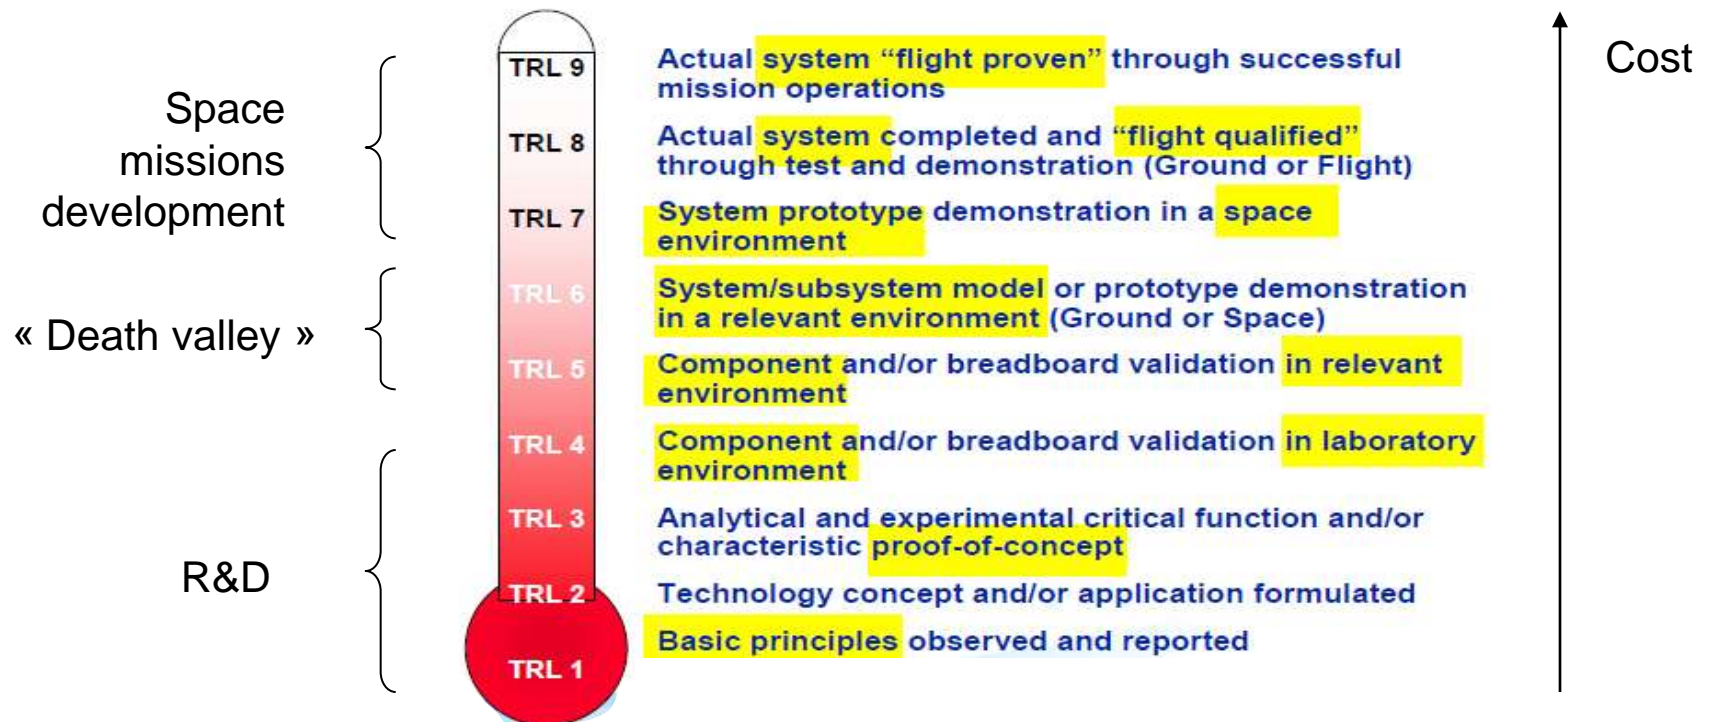 Cost
Space
missions
development
« Death valley »
R&D
TRL 9
Actual system “flight proven” through successful
mission operations
TRL 8
Actual system completed and “flight qualified”
through test and demonstration (Ground or Flight)
TRL 7
System prototype demonstration in a space
environment
TRL 6
System/subsystem model or prototype demonstration
in a relevant environment (Ground or Space)
TRL 5
Component and/or breadboard validation in relevant
environment
TRL 4
Component and/or breadboard validation in laboratory
environment
TRL 3
Analytical and experimental critical function and/or
characteristic proof-of-concept
TRL 2
Technology concept and/or application formulated
TRL 1
Basic principles observed and reported